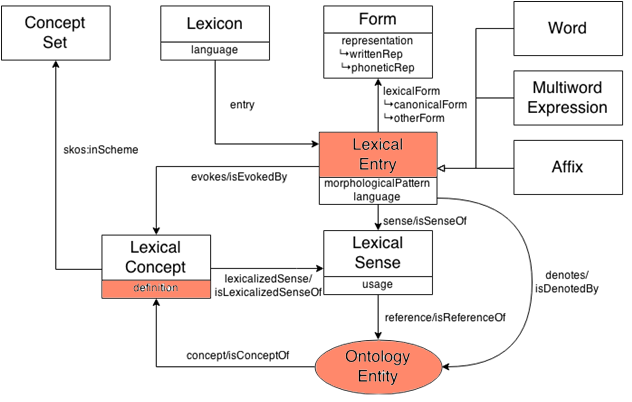 Concept
Set
Lexicon
language
Form
representation
↳writtenRep
↳phoneticRep
Word
Multiword
Expression
Affix
entry
lexicalForm
↳canonicalForm
↳otherForm
skos:inScheme
Lexical
Entry
morphologicalPattern
language
evokes/isEvokedBy
sense/isSenseOf
Lexical
Concept
definition
lexicalizedSense/
isLexicalizedSenseOf
Lexical
Sense
usage
denotes/
isDenotedBy
reference/isReferenceOf
concept/isConceptOf
Ontology
Entity